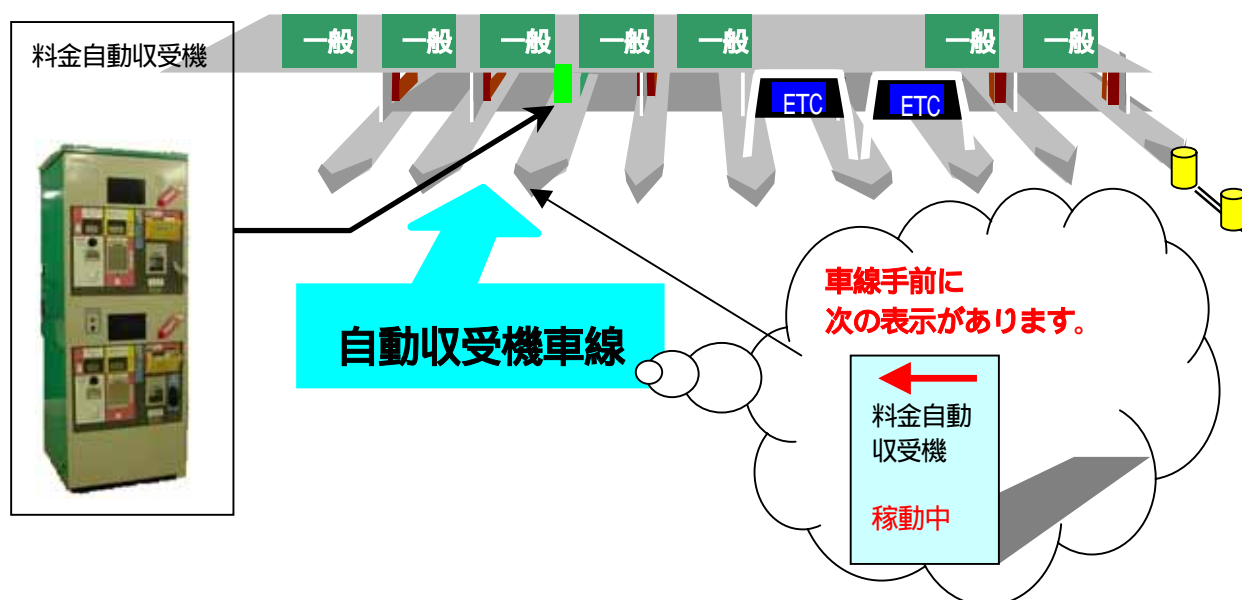 料金自動収受機
一般 一般 一般 一般 一般 一般 一般
ETC ETC
自動収受機車線
車線手前に
次の表示があります。
料金自動
収受機
稼動中